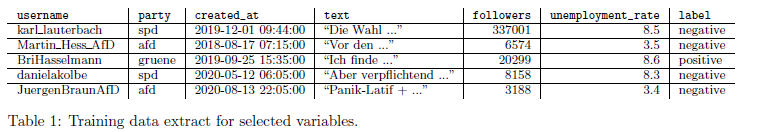 username party created_at text followers unemployment_rate label
karl_lauterbach spd 2019-12-01 09:44:00 “Die Wahl ...” 337001 8.5 negative
Martin_Hess_AfD afd 2018-08-17 07:15:00 “Vor den ...” 6574 3.5 negative
BriHasselmann gruene 2019-09-25 15:35:00 “Ich finde ...” 20299 8.6 positive
danielakolbe spd 2020-05-12 06:05:00 “Aber verpflichtend ...” 8158 8.3 negative
JuergenBraunAfD afd 2020-08-13 22:05:00 “Panik-Latif + ...” 3188 3.4 negative
Table 1: Training data extract for selected variables.